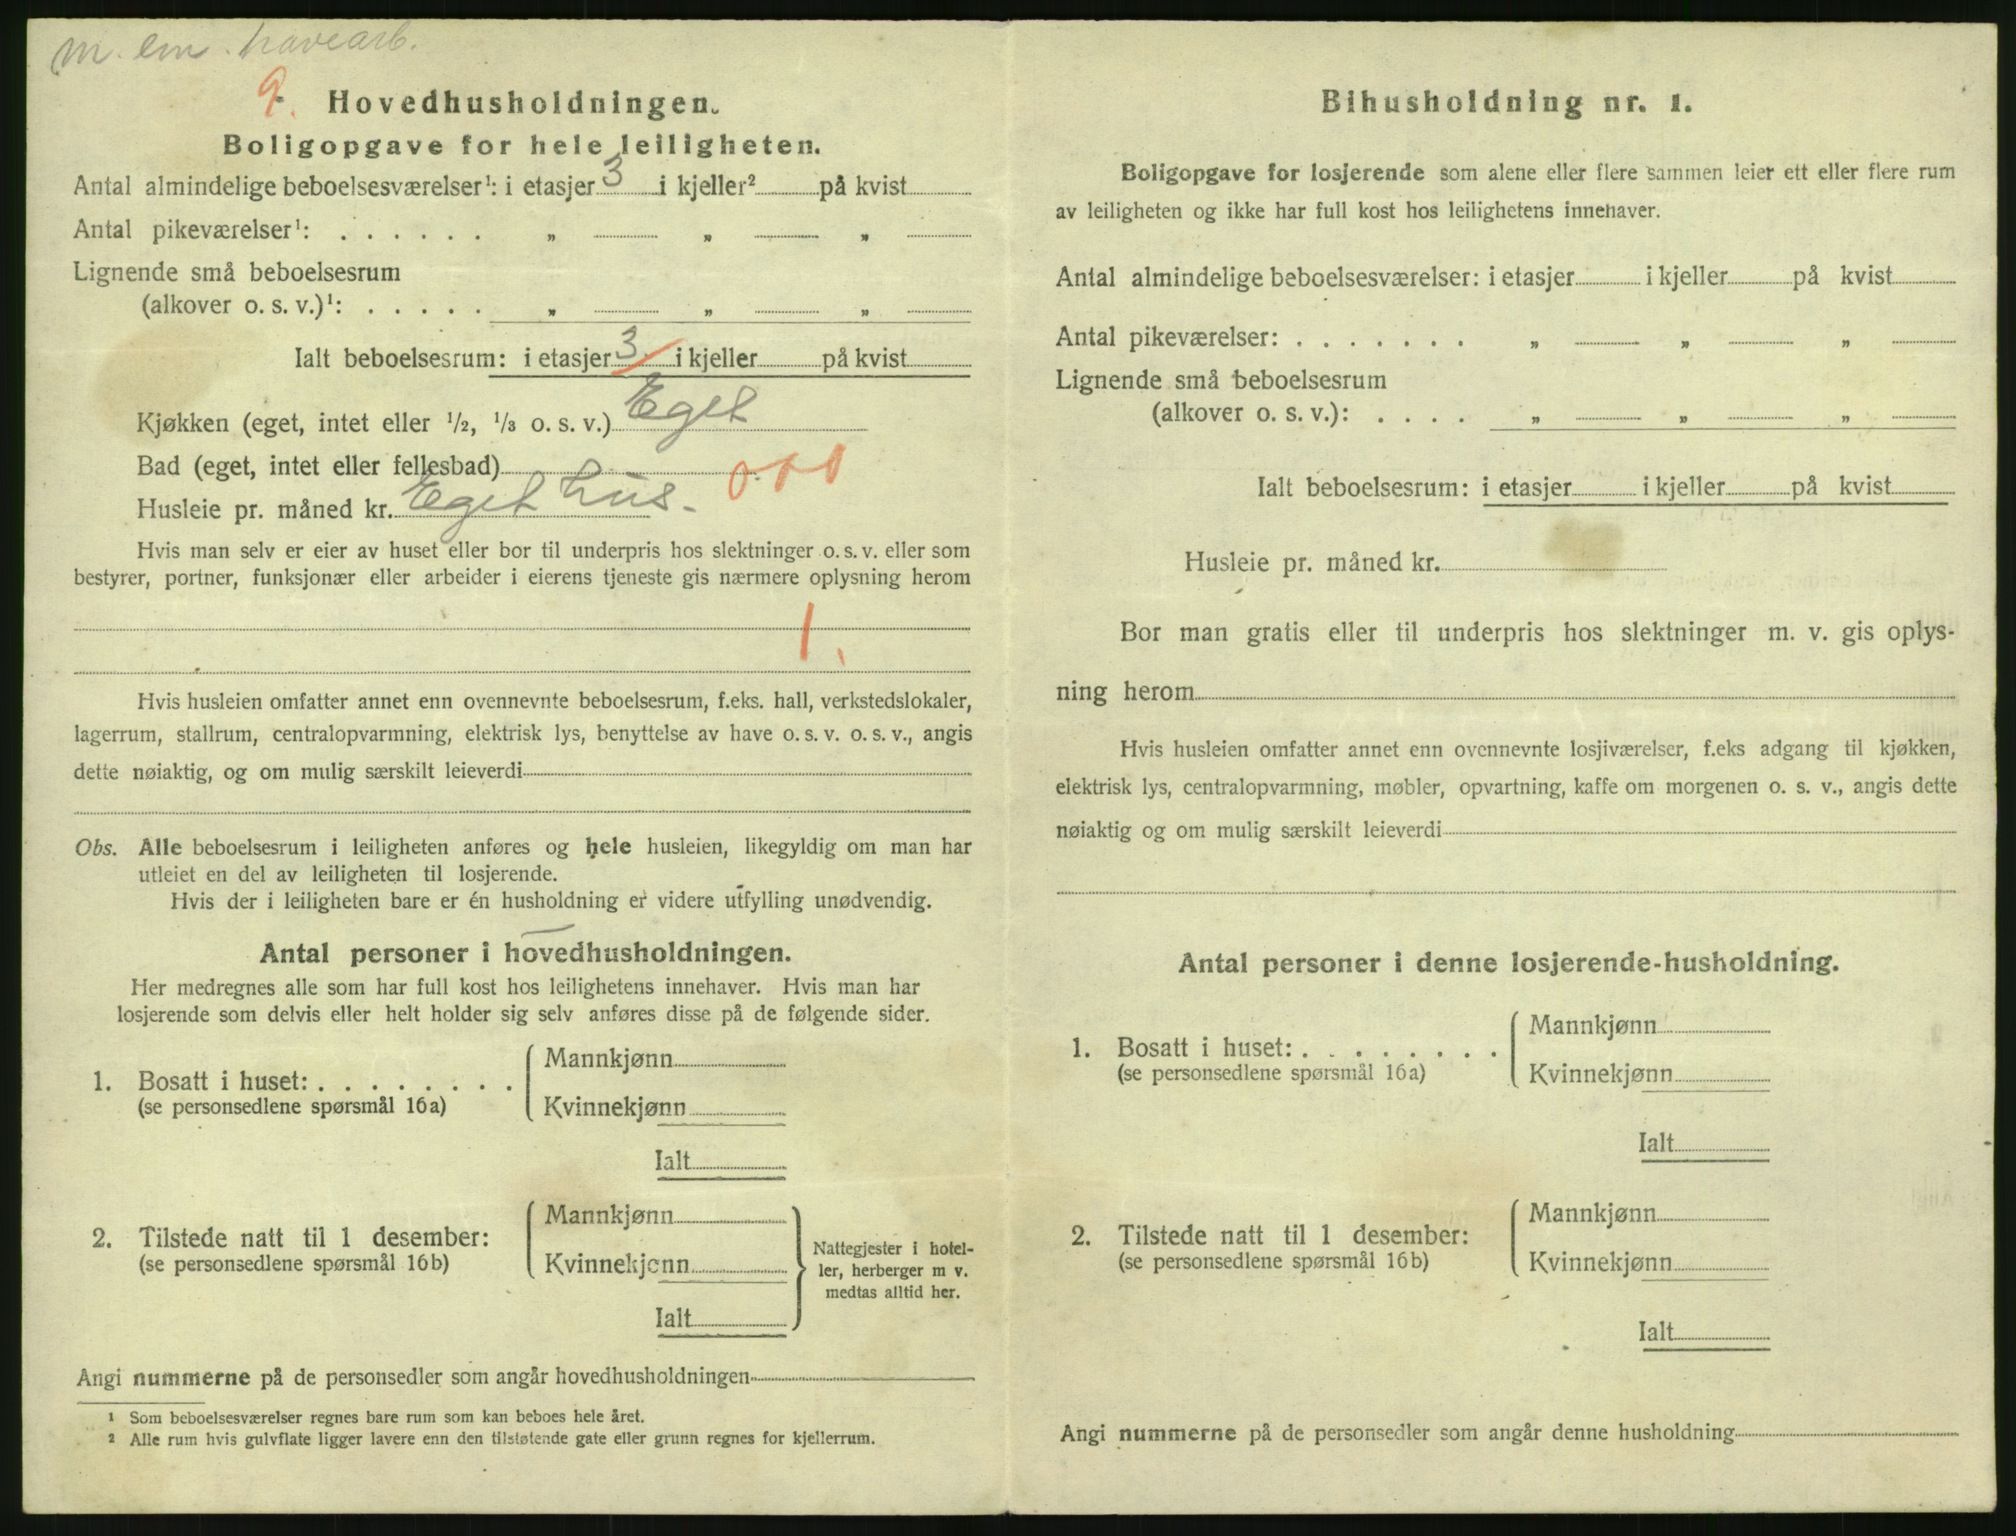 m. em. havearb.
9.
Hovedhusholdningen.
Boligopgave for hele leiligheten.
Antal almindelige beboelsesværelser¹: i etasjer 3 i kjeller² på kvist
Antal pikeværelser¹: . . . . . . „ „ „
Lignende små beboelsesrum
(alkover o. s. v.)¹: . . . . . „ „ „
Ialt beboelsesrum: i etasjer 3 i kjeller på kvist
Kjøkken (eget, intet eller 1/2, 1/3 o. s. v.) Eget
Bad (eget, intet eller fellesbad) 0-10
Husleie pr. måned kr. Eget hus.
Hvis man selv er eier av huset eller bor til underpris hos slektninger o. s. v. eller som
bestyrer, portner, funksjonær eller arbeider i eierens tjeneste gis nærmere oplysning herom
1.
Hvis husleien omfatter annet enn ovennevnte beboelsesrum, f.eks. hall, verkstedslokaler,
lagerrum, stallrum, centralopvarmning, elektrisk lys, benyttelse av have o. s. v. o. s. v., angis
dette nøiaktig, og om mulig særskilt leieverdi
Obs. Alle beboelsesrum i leiligheten anføres og hele husleien, likegyldig om man har
utleiet en del av leiligheten til losjerende.
Hvis der i leiligheten bare er én husholdning er videre utfylling unødvendig.
Antal personer i hovedhusholdningen.
Her medregnes alle som har full kost hos leilighetens innehaver. Hvis man har
losjerende som delvis eller helt holder sig selv anføres disse på de følgende sider.
Mannkjønn
1. Bosatt i huset: . . . . . . . .
(se personsedlene spørsmål 16a)
Kvinnekjønn
Ialt
Mannkjønn
2. Tilstede natt til 1 desember:
(se personsedlene spørsmål 16b)
Kvinnekjønn
Ialt
Nattegjester i hotel-
ler, herberger m v.
medtas alltid her.
Angi nummerne på de personsedler som angår hovedhusholdningen
¹ Som beboelsesværelser regnes bare rum som kan beboes hele året.
² Alle rum hvis gulvflate ligger lavere enn den tilstøtende gate eller grunn regnes for kjellerrum.
Bihusholdning nr. 1.
Boligopgave for losjerende som alene eller flere sammen leier ett eller flere rum
av leiligheten og ikke har full kost hos leilighetens innehaver.
Antal almindelige beboelsesværelser: i etasjer i kjeller på kvist
Antal pikeværelser: . . . . . . . „ „ „
Lignende små beboelsesrum
(alkover o. s. v.): . . . . „ „ „
Ialt beboelsesrum: i etasjer i kjeller på kvist
Husleie pr. måned kr.
Bor man gratis eller til underpris hos slektninger m. v. gis oplys-
ning herom
Hvis husleien omfatter annet enn ovennevnte losjiværelser, f.eks adgang til kjøkken,
elektrisk lys, centralopvarmning, møbler, opvartning, kaffe om morgenen o. s. v., angis dette
nøiaktig og om mulig særskilt leieverdi
Antal personer i denne losjerende-husholdning.
Mannkjønn
1. Bosatt i huset: . . . . . . . .
(se personsedlene spørsmål 16a)
Kvinnekjønn
Ialt
Mannkjønn
2. Tilstede natt til 1 desember:
(se personsedlene spørsmål 16b)
Kvinnekjønn
Ialt
Angi nummerne på de personsedler som angår denne husholdning